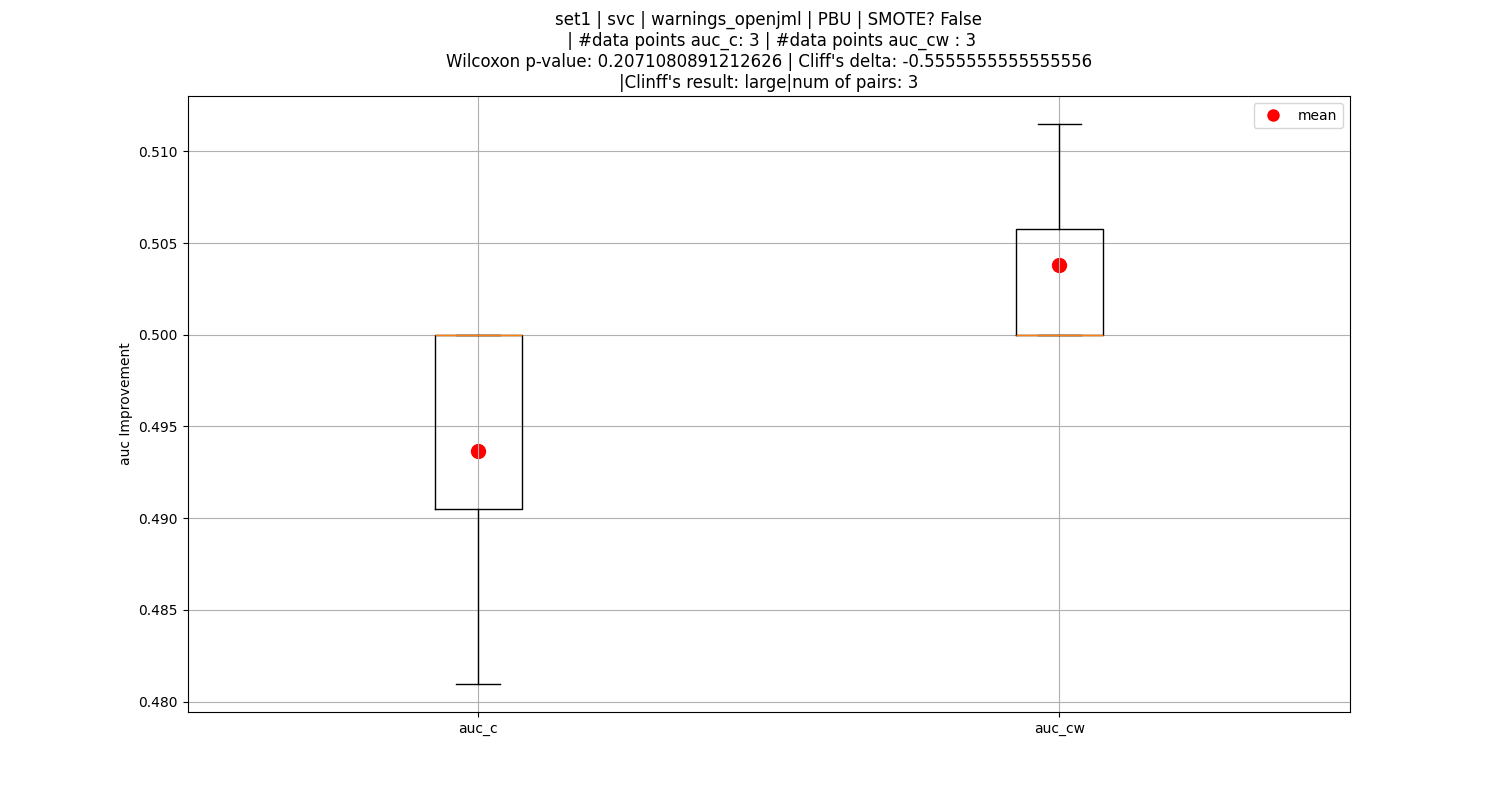 set1 | svc | warnings_openjml | PBU | SMOTE? False
| #data points auc_c: 3 | #data points auc_cw : 3
Wilcoxon p-value: 0.2071080891212626 | Cliff's delta: -0.5555555555555556
|Clinff's result: large|num of pairs: 3
mean
0.510
0.505
0.500
0.495
0.490
0.485
0.480
auc Improvement
auc_c
auc_cw